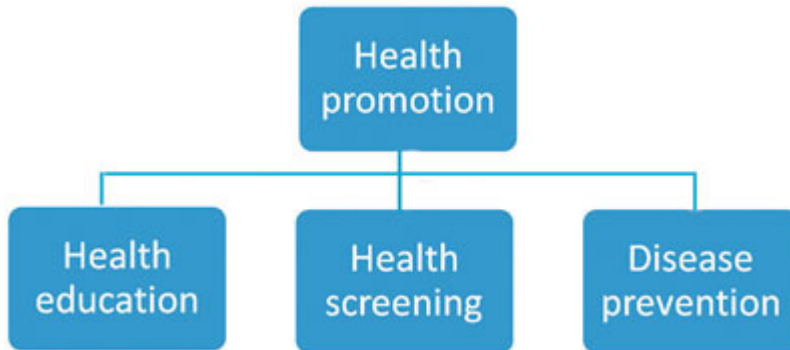 Health
promotion
Health
education
Health
screening
Disease
prevention